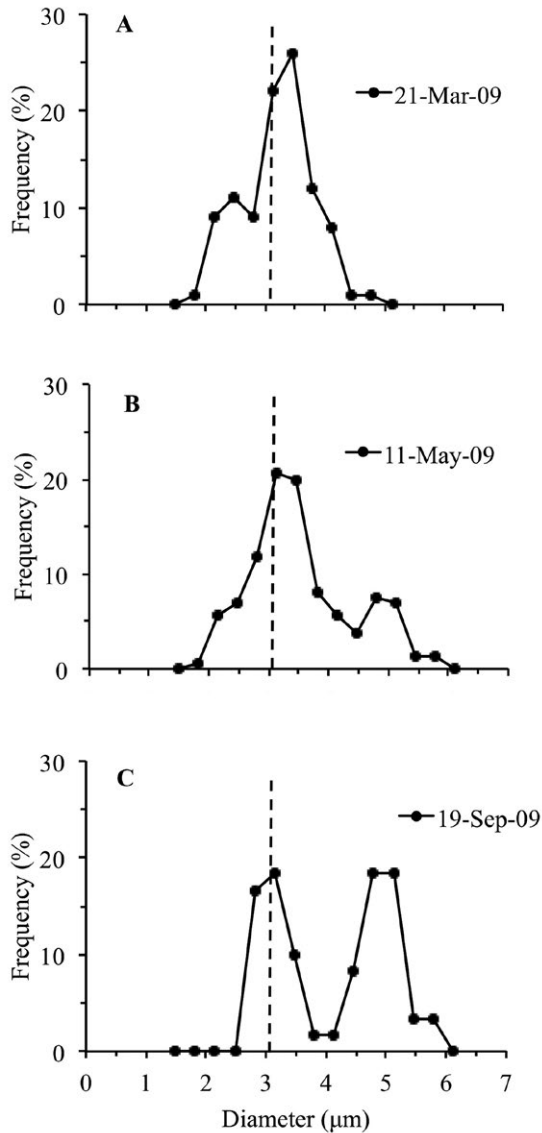 A
30
20
10
0
Frequency (%)
21-Mar-09
B
30
20
10
0
Frequency (%)
11-May-09
C
30
20
10
0
Frequency (%)
19-Sep-09
0 1 2 3 4 5 6 7
Diameter (μm)